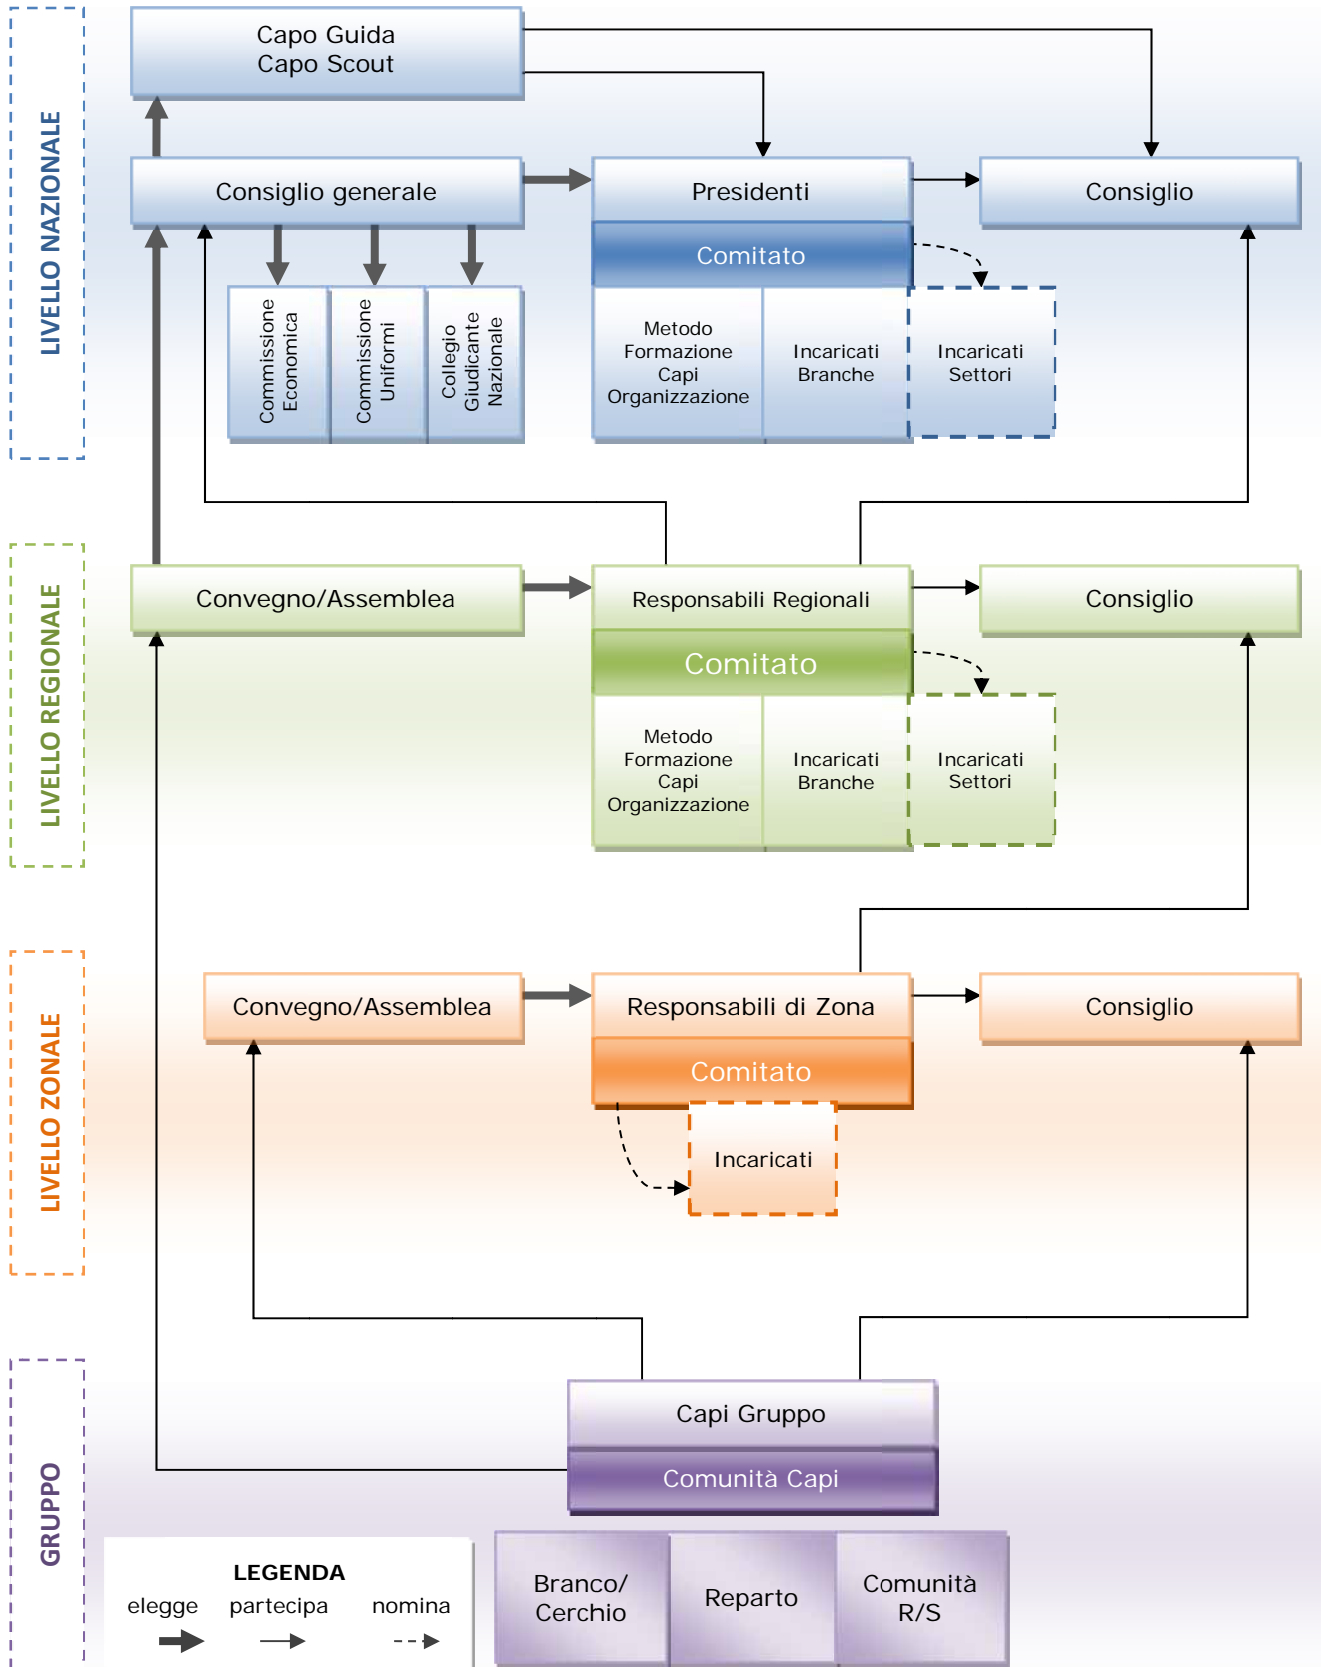 LIVELLO NAZIONALE
Capo Guida
Capo Scout
Consiglio generale
Presidenti
Consiglio
Comitato
Commissione
Economica
Commissione
Uniformi
Collegio
Giudicante
Nazionale
Metodo
Formazione
Capi
Organizzazione
Incaricati
Branche
Incaricati
Settori
LIVELLO REGIONALE
Convegno/Assemblea
Responsabili Regionali
Consiglio
Comitato
Metodo
Formazione
Capi
Organizzazione
Incaricati
Branche
Incaricati
Settori
LIVELLO ZONALE
Convegno/Assemblea
Responsabili di Zona
Consiglio
Comitato
Incaricati
GRUPPO
Capi Gruppo
Comunità Capi
Branco/
Cerchio
Reparto
Comunità
R/S
LEGENDA
elegge partecipa nomina